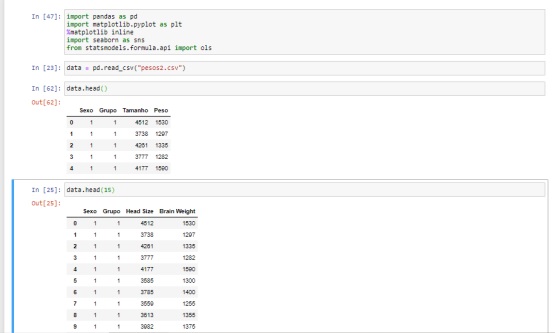 In [47]: import pandas as pd
import matplotlib.pyplot as plt
%matplotlib inline
import seaborn as sns
from statsmodels.formula.api import ols
In [23]: data = pd.read_csv("pesos2.csv")
In [62]: data.head()
Out[62]:
Sexo Grupo Tamanho Peso
0 1 1 4512 1530
1 1 1 3738 1297
2 1 1 4261 1335
3 1 1 3777 1282
4 1 1 4177 1590
In [25]: data.head(15)
Out[25]:
Sexo Grupo Head Size Brain Weight
0 1 1 4512 1530
1 1 1 3738 1297
2 1 1 4261 1335
3 1 1 3777 1282
4 1 1 4177 1590
5 1 1 3585 1300
6 1 1 3785 1400
7 1 1 3559 1255
8 1 1 3613 1355
9 1 1 3982 1375